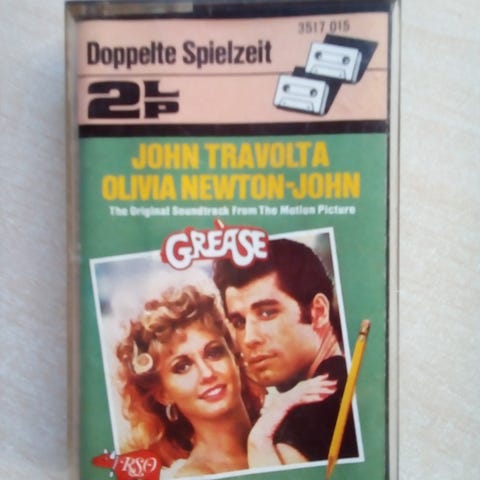 3517 015
Doppelte Spielzeit
2LP
JOHN TRAVOLTA
OLIVIA NEWTON-JOHN
The Original Soundtrack From The Motion Picture
GREASE
RSO